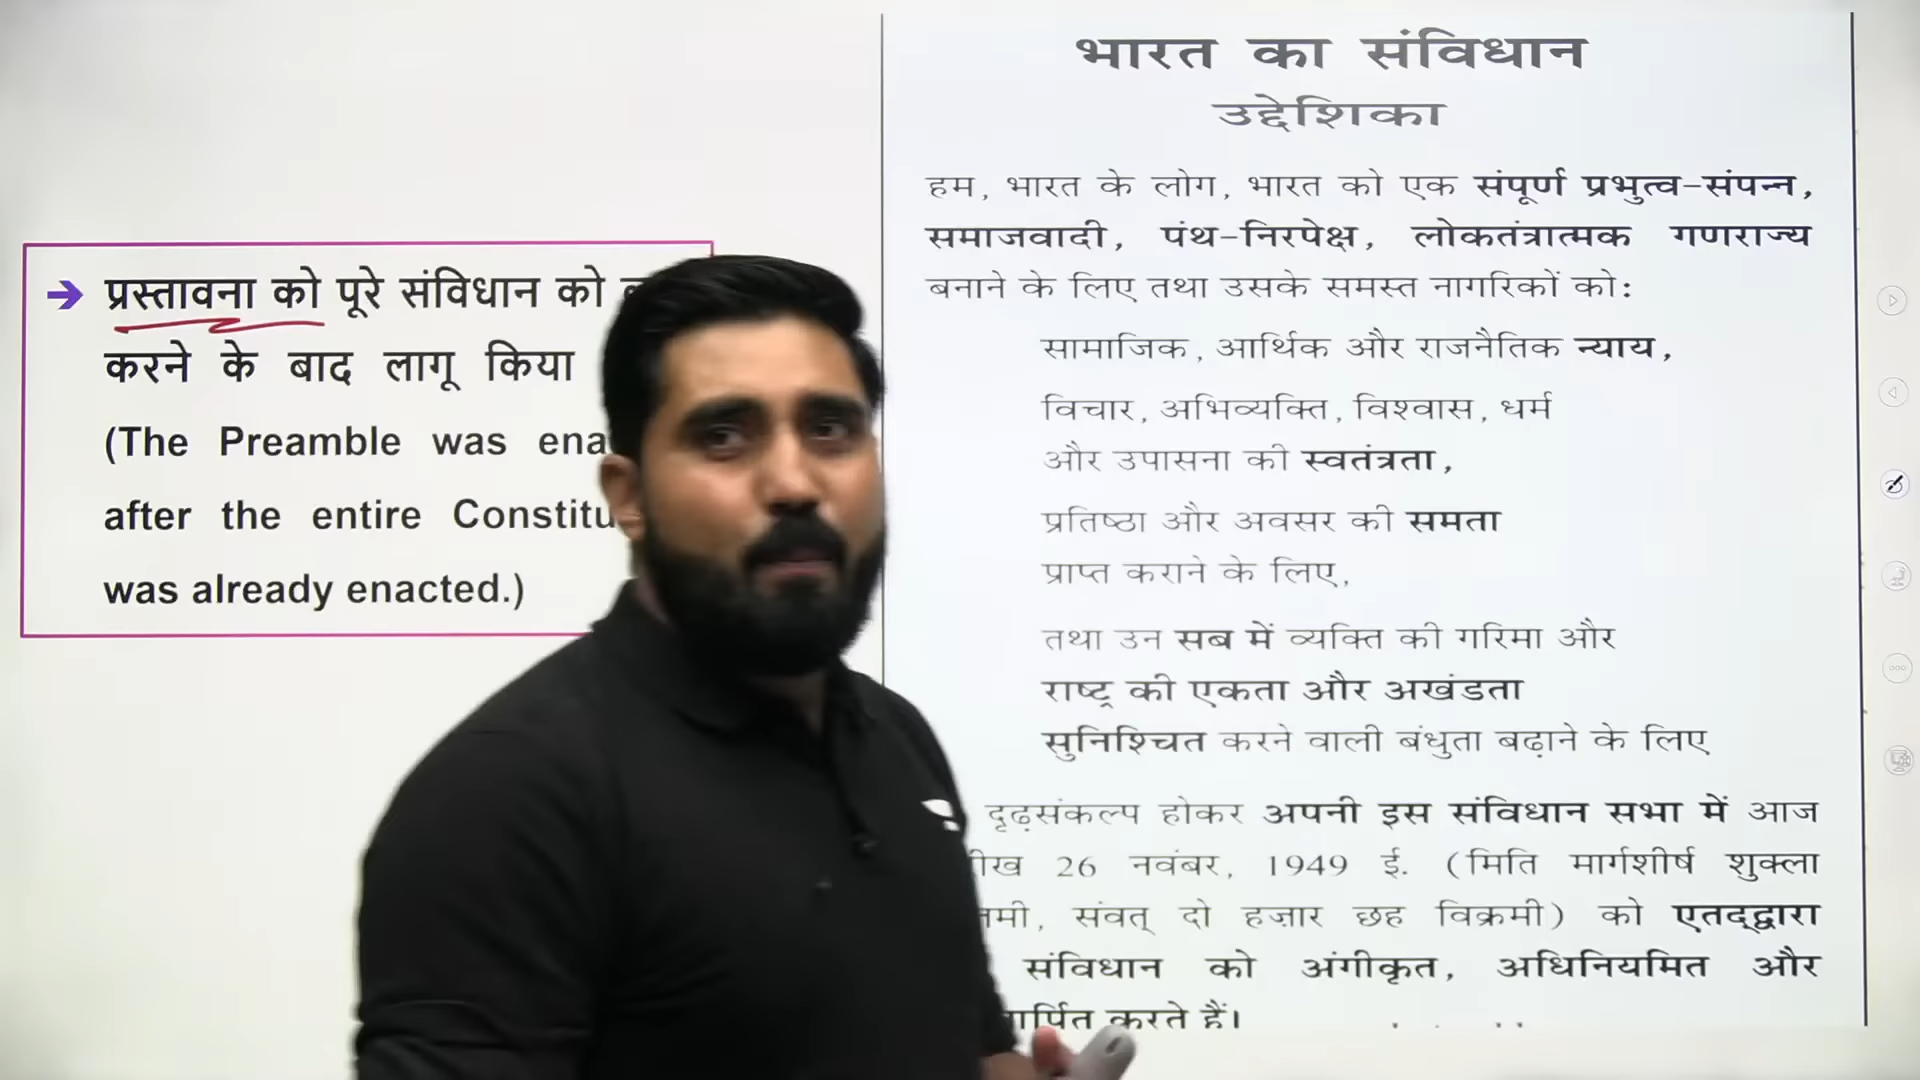 प्रस्तावना को पूरे संविधान को
करने के बाद लागू किया
(The Preamble was
after the entire
was already enacted.)
भारत का संविधान
उद्देशिका
हम, भारत के लोग, भारत को एक संपूर्ण प्रभुत्व-संपन्न,
समाजवादी, पंथ-निरपेक्ष, लोकतंत्रात्मक गणराज्य
बनाने के लिए तथा उसके समस्त नागरिकों को:
सामाजिक, आर्थिक और राजनैतिक न्याय,
विचार, अभिव्यक्ति, विश्वास, धर्म
और उपासना की स्वतंत्रता,
प्रतिष्ठा और अवसर की समता
प्राप्त कराने के लिए,
तथा उन सब में व्यक्ति की गरिमा और
राष्ट्र की एकता और अखंडता
सुनिश्चित करने वाली बंधुता बढ़ाने के लिए
दृढ़संकल्प होकर अपनी इस संविधान सभा में आज
26 नवंबर, 1949 ई. (मिति मार्गशीर्ष शुक्ला
संवत् दो हज़ार छह विक्रमी) को एतद्द्वारा
संविधान को अंगीकृत, अधिनियमित और
करते हैं।